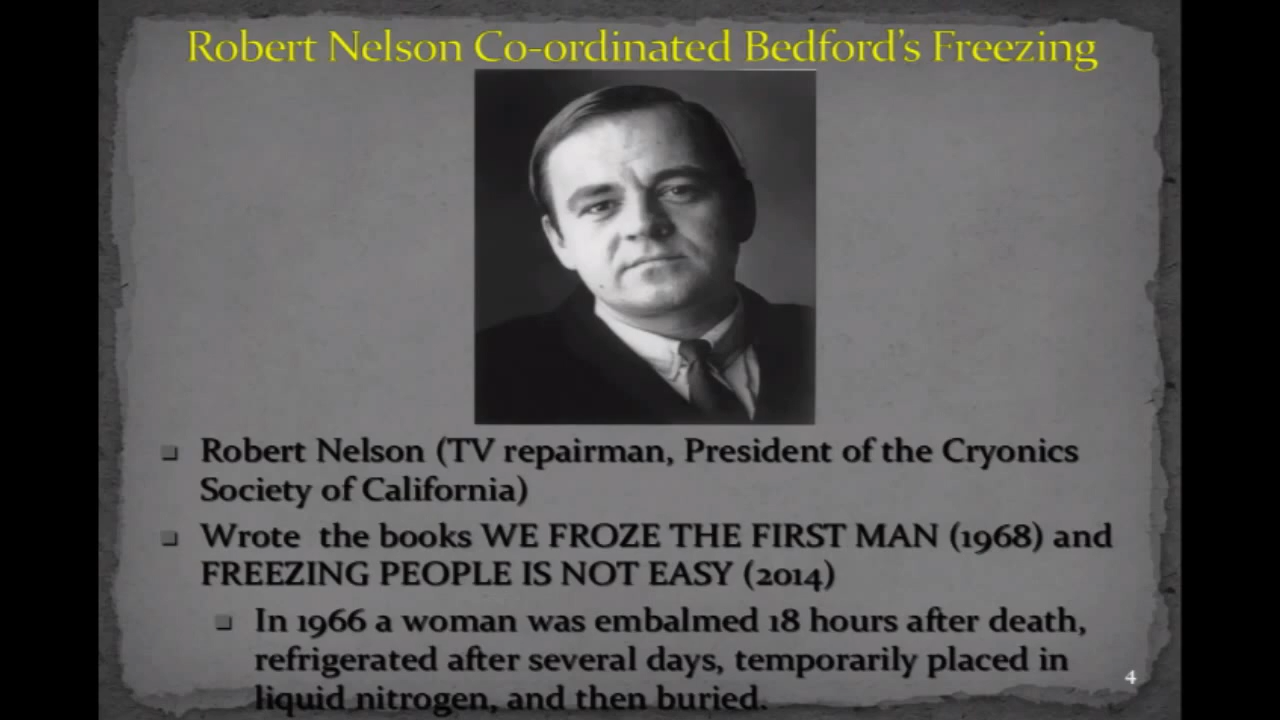 Robert Nelson Co-ordinated Bedford's Freezing
Robert Nelson (TV repairman, President of the Cryonics
Society of California)
Wrote the books WE FROZE THE FIRST MAN (1968) and
FREEZING PEOPLE IS NOT EASY (2014)
In 1966 a woman was embalmed 18 hours after death,
refrigerated after several days, temporarily placed in
liquid nitrogen, and then buried.
4